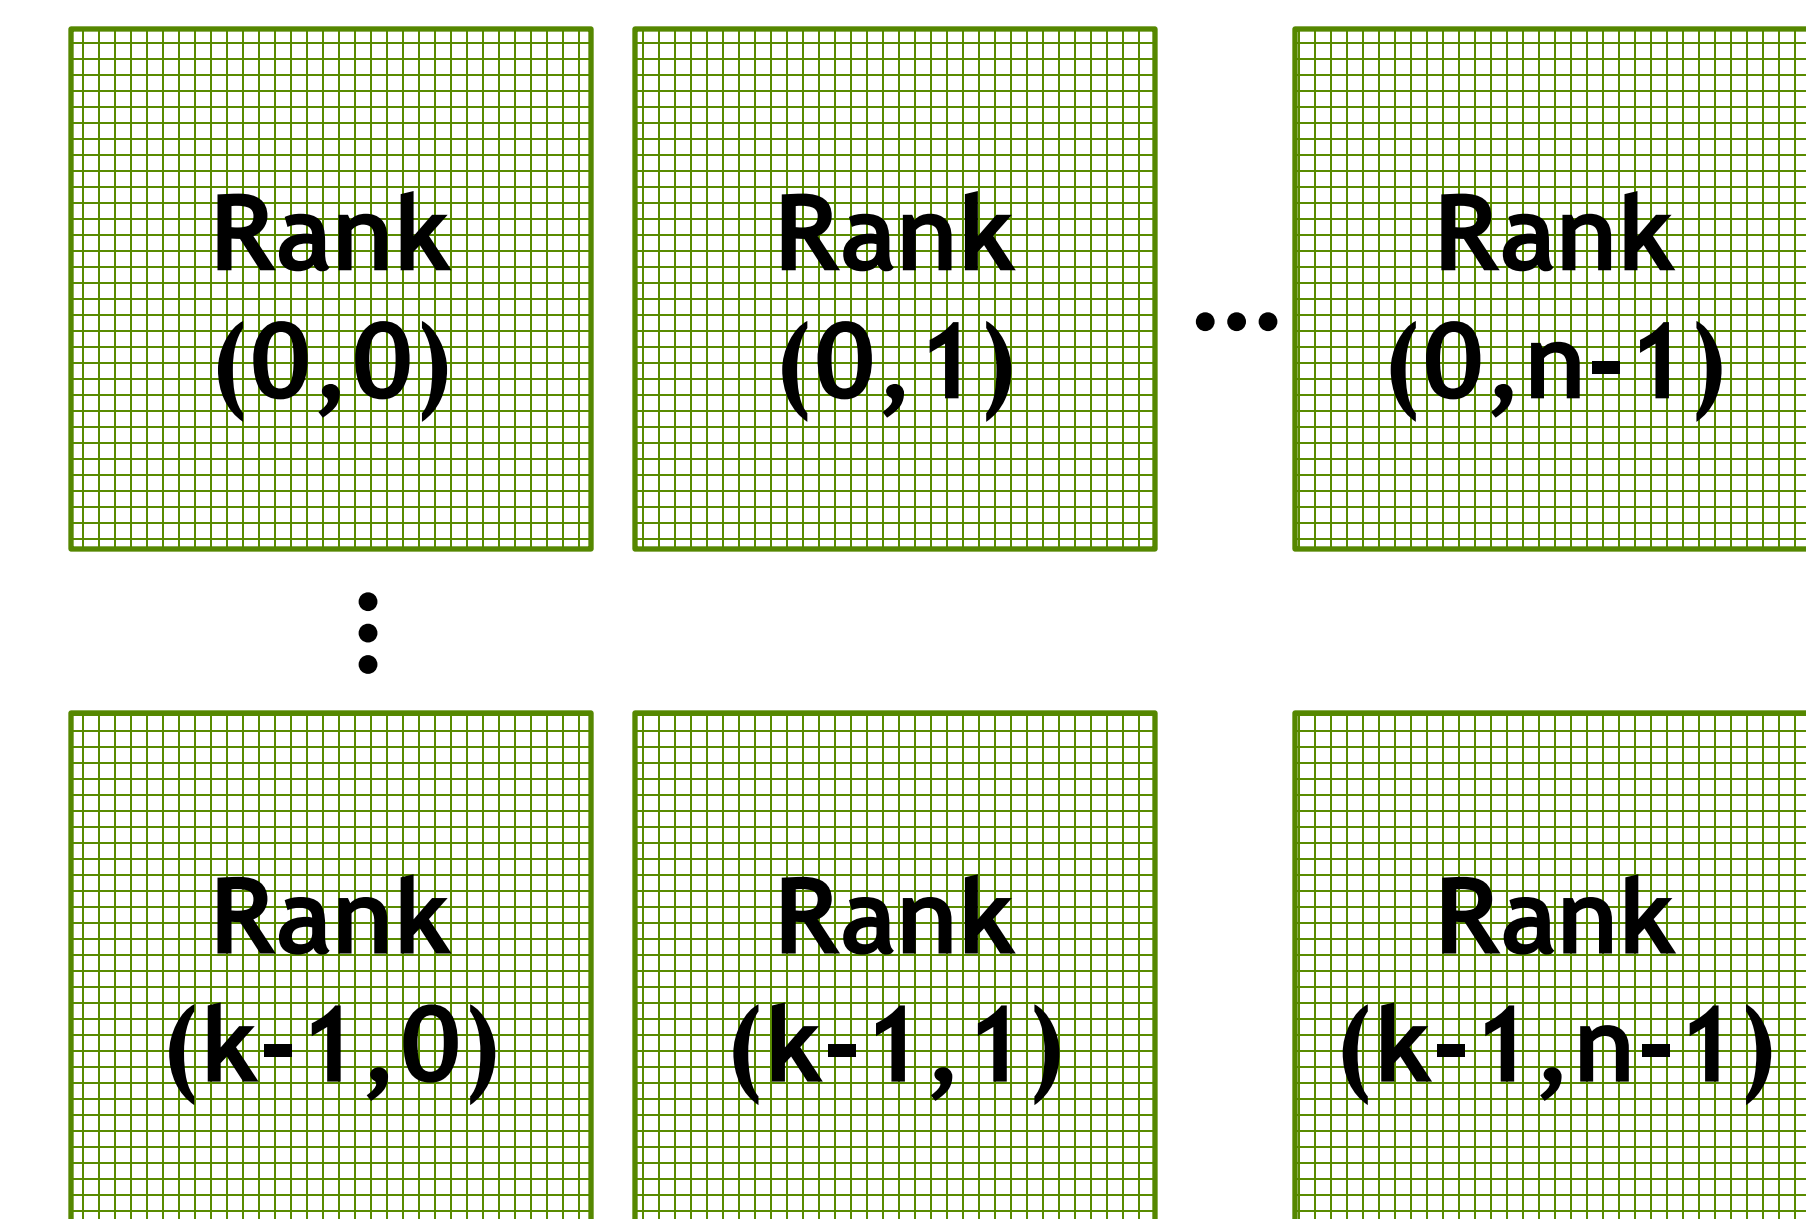 Rank
(0,0)
Rank
(0,1)
...
Rank
(0,n-1)
...
Rank
(k-1,0)
Rank
(k-1,1)
Rank
(k-1,n-1)